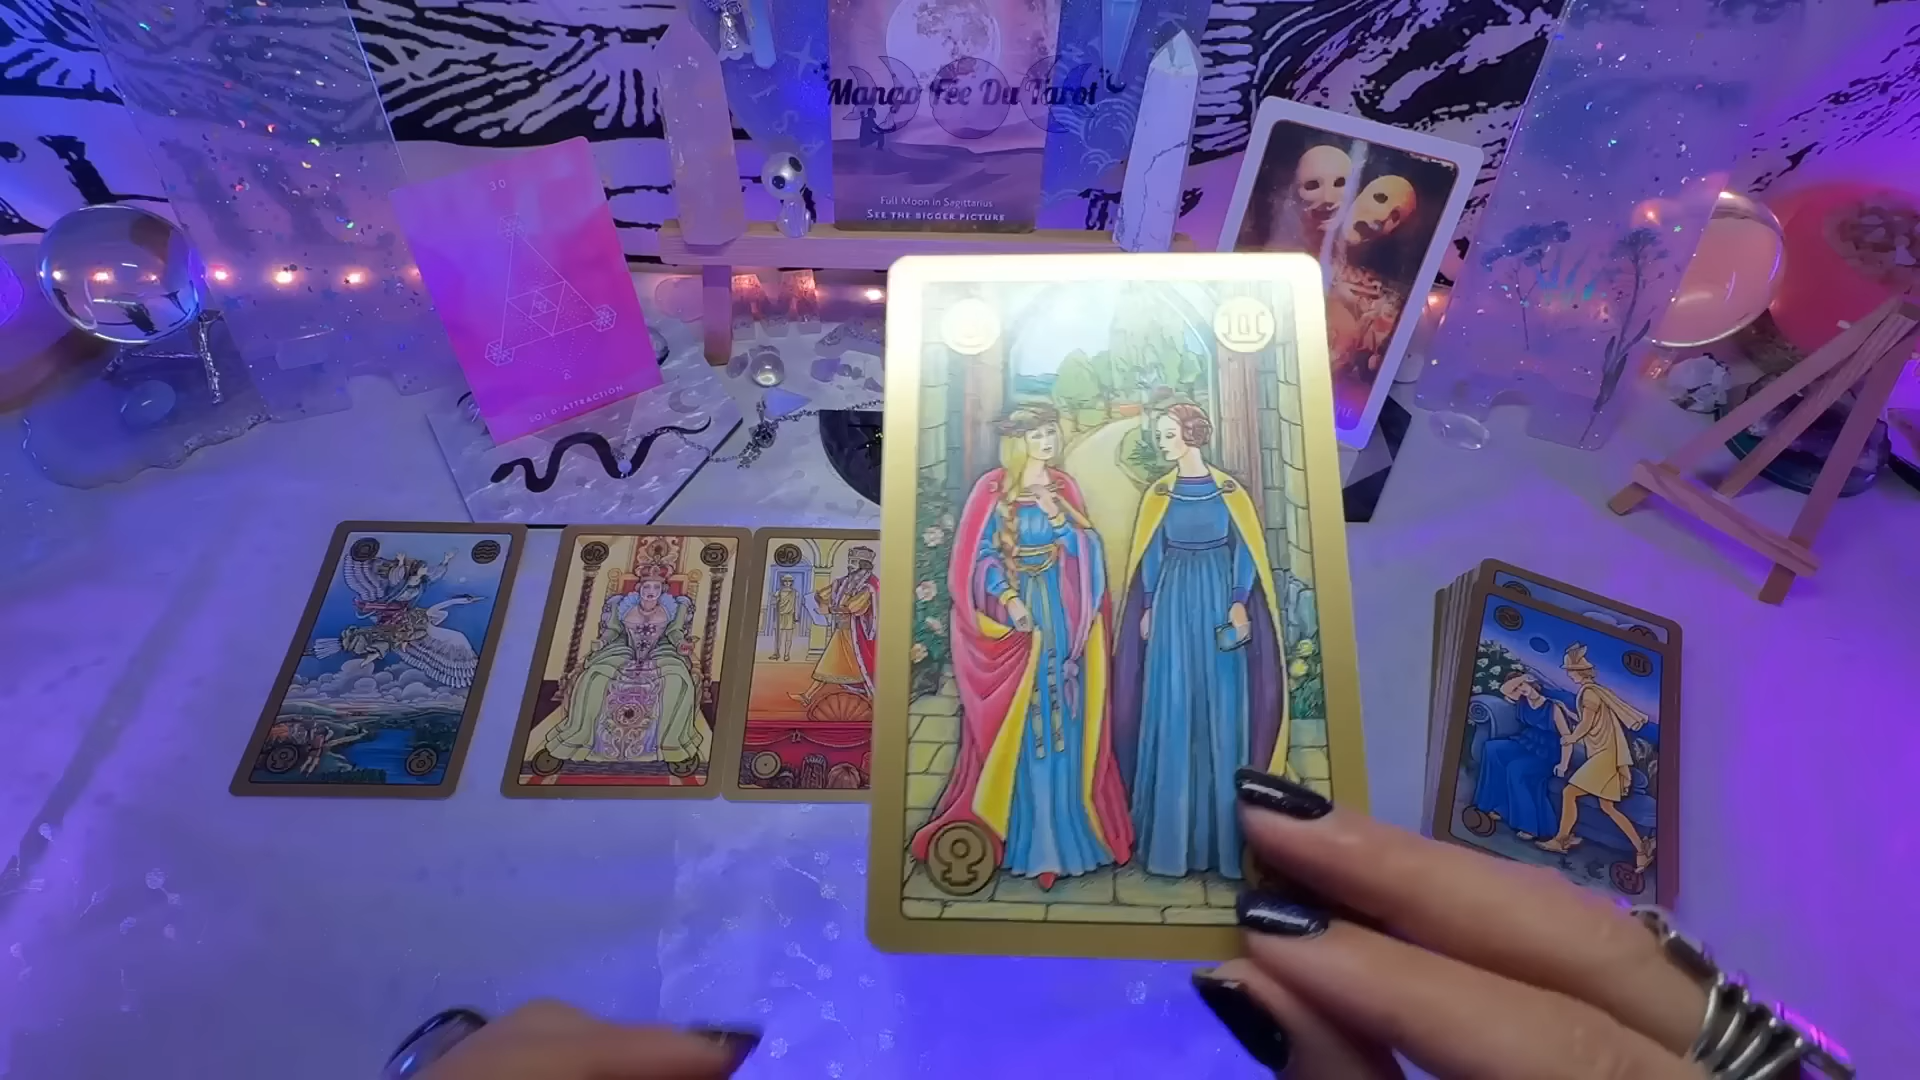 Mango Fée Du Tarot
30
Full Moon in Sagittarius
SEE THE BIGGER PICTURE
LOI D'ATTRACTION